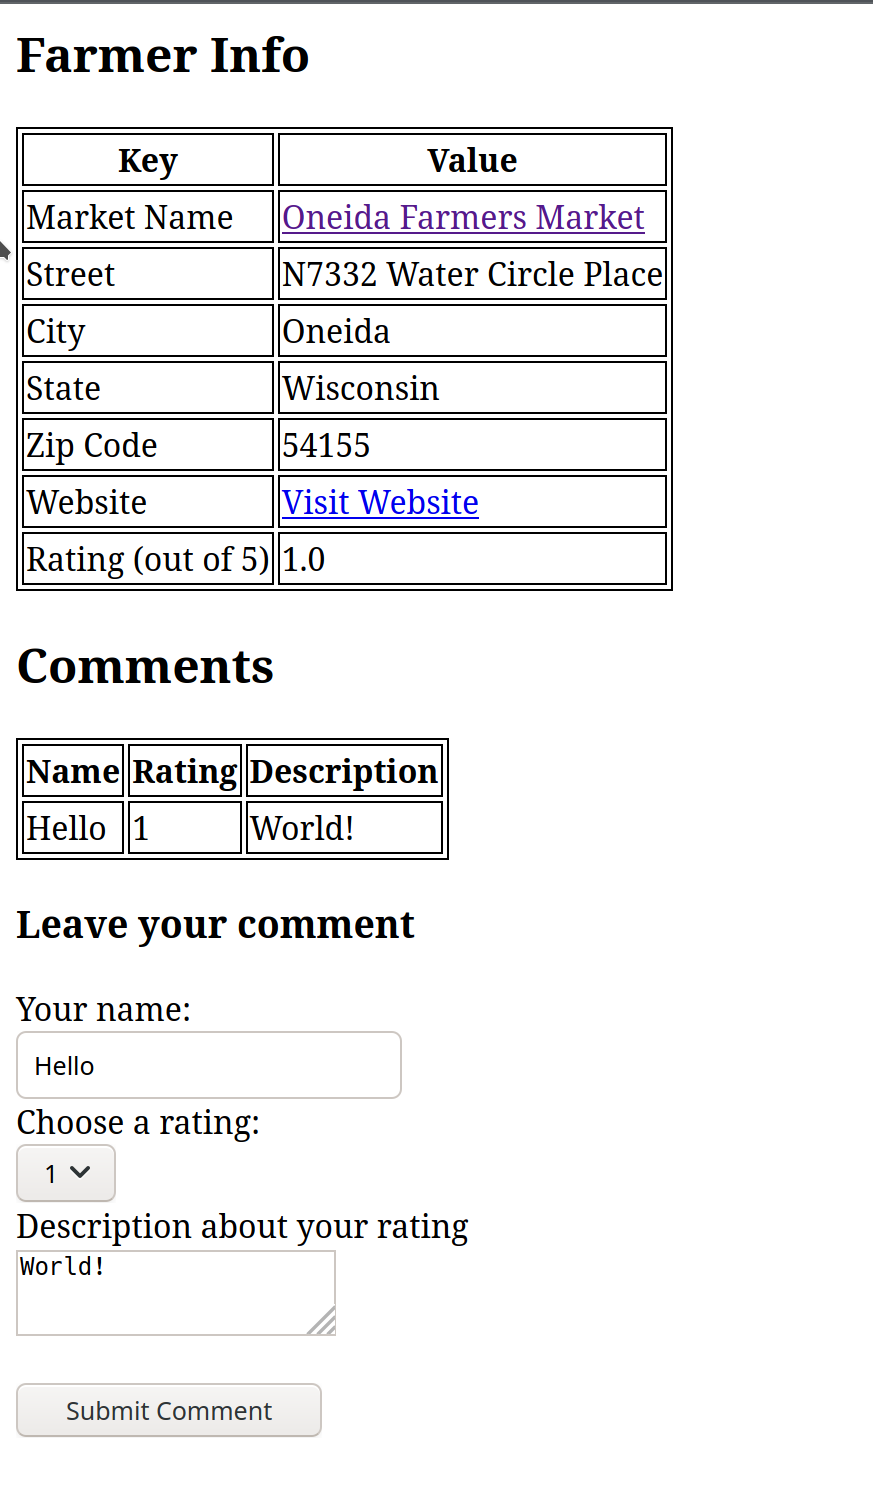 Farmer Info
Key Value
Market Name Oneida Farmers Market
Street N7332 Water Circle Place
City Oneida
State Wisconsin
Zip Code 54155
Website Visit Website
Rating (out of 5) 1.0
Comments
Name Rating Description
Hello 1 World!
Leave your comment
Your name:
Hello
Choose a rating:
1
Description about your rating
World!
Submit Comment